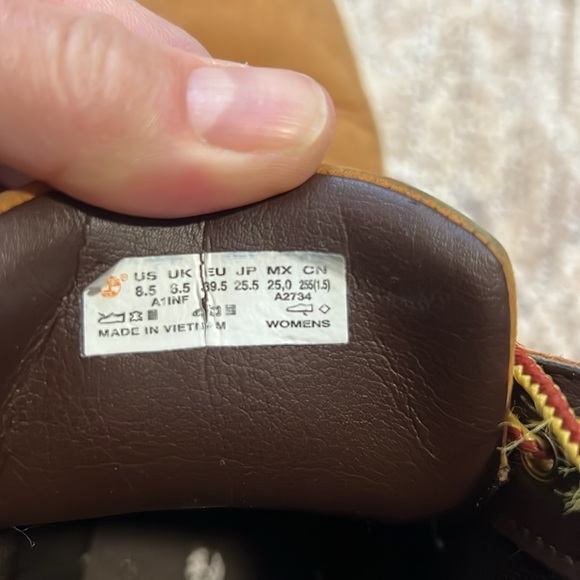 ® US UK EU JP MX CN
8.5 6.5 39.5 25.5 25,0 255(1.5)
A1INF A2734
MADE IN VIETNAM WOMENS